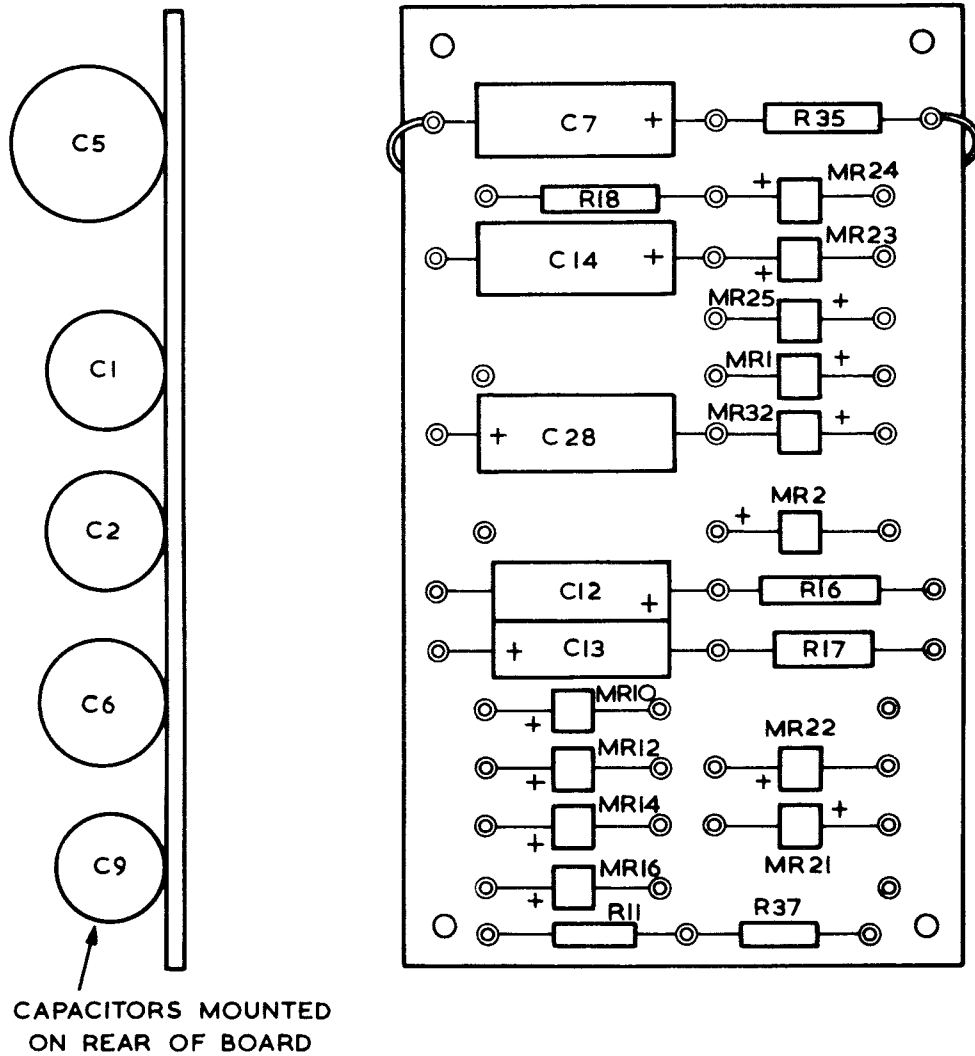 C5
C1
C2
C6
C9
CAPACITORS MOUNTED
ON REAR OF BOARD
C7 +
R35
R18
+ MR24
C14 +
MR23
+
MR25 +
MR1 +
MR32 +
+ C28
MR2
+
C12 +
R16
+ C13
R17
MR10
+
MR12
+
MR22
+
MR14
+
+
MR21
MR16
+
R11
R37